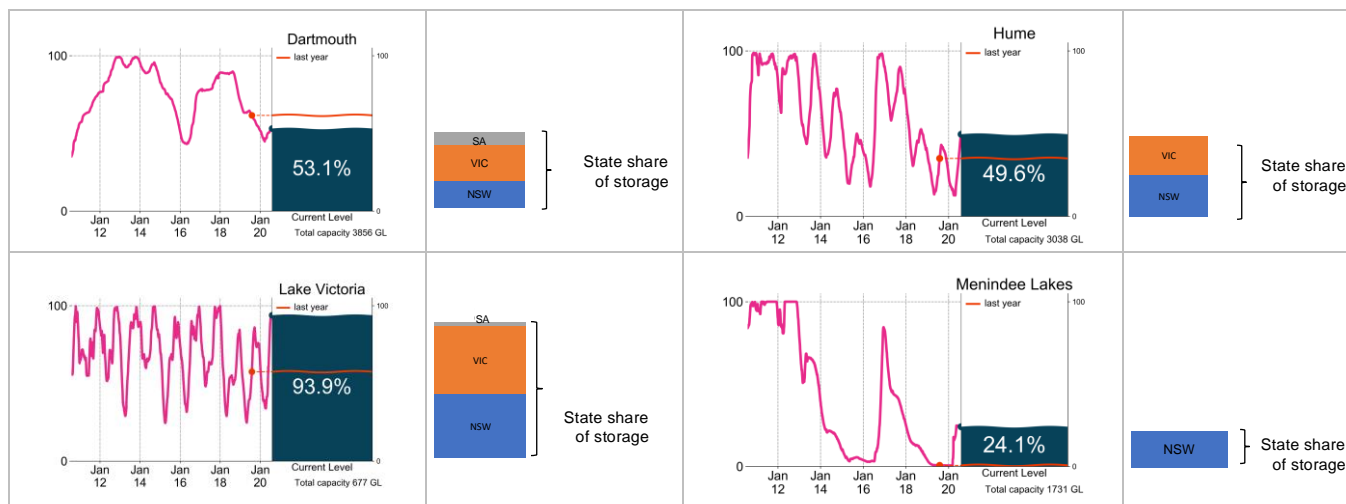 Dartmouth
last year
100
100
53.1%
0
0
Jan
12
Jan
14
Jan
16
Jan
18
Jan
20
Current Level
Total capacity 3856 GL
SA
VIC
NSW
State share
of storage
Hume
last year
100
100
49.6%
0
0
Jan
12
Jan
14
Jan
16
Jan
18
Jan
20
Current Level
Total capacity 3038 GL
VIC
NSW
State share
of storage
Lake Victoria
last year
100
100
93.9%
0
0
Jan
12
Jan
14
Jan
16
Jan
18
Jan
20
Current Level
Total capacity 677 GL
SA
VIC
NSW
State share
of storage
Menindee Lakes
last year
100
100
24.1%
0
0
Jan
12
Jan
14
Jan
16
Jan
18
Jan
20
Current Level
Total capacity 1731 GL
NSW
State share
of storage